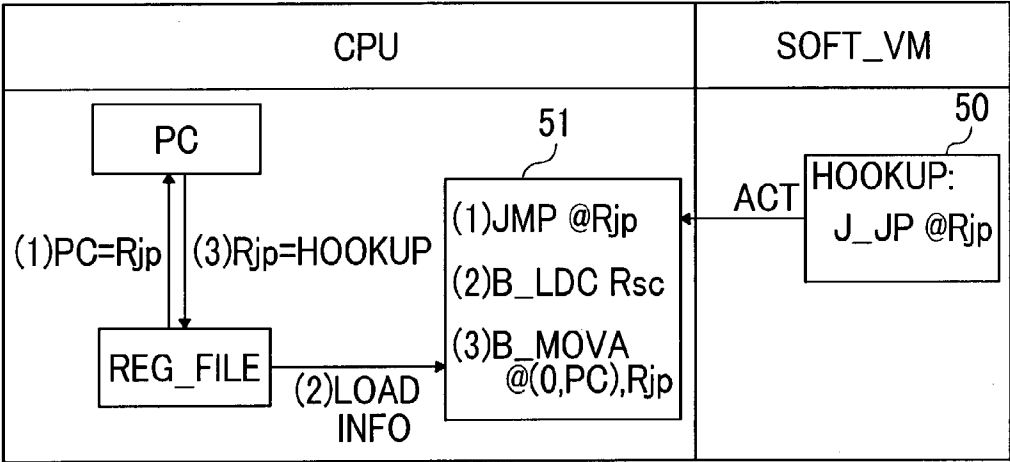 CPU
SOFT_VM
PC
51
50
HOOKUP:
J_JP @Rjp
ACT
(1)JMP @Rjp
(2)B_LDC Rsc
(3)B_MOVA
@(0,PC),Rjp
(1)PC=Rjp
(3)Rjp=HOOKUP
REG_FILE
(2)LOAD
INFO